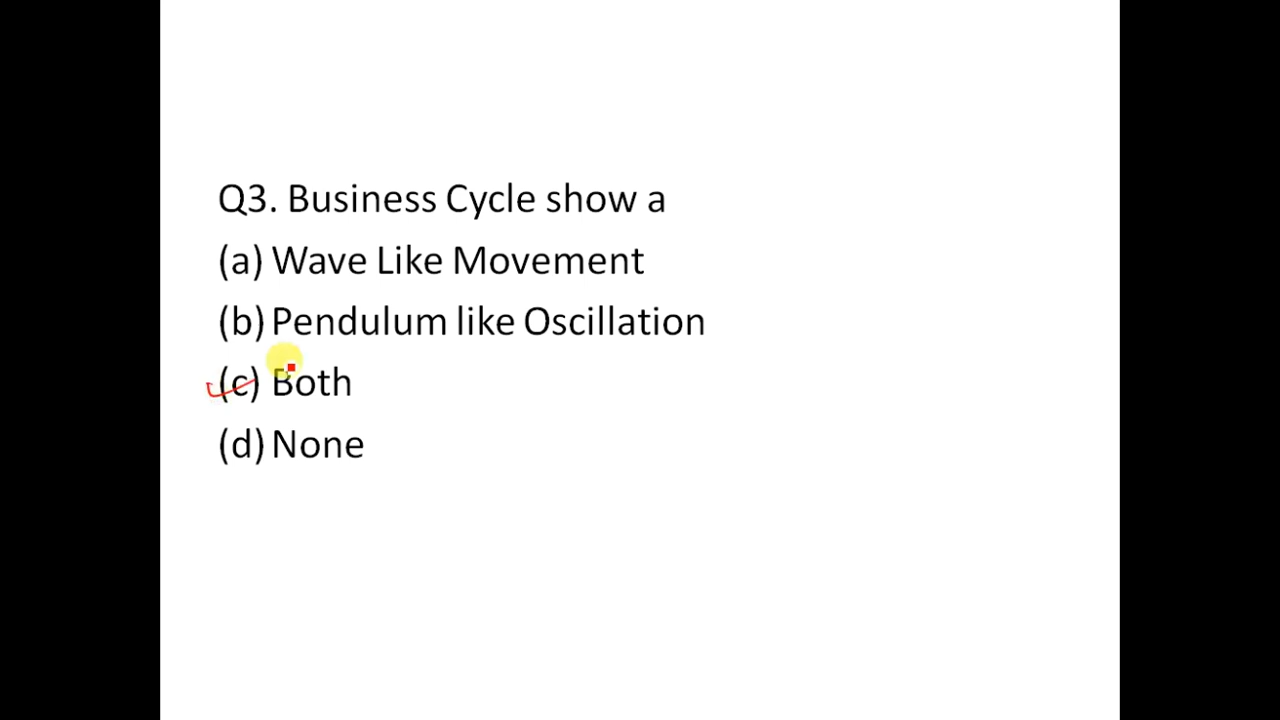 Q3. Business Cycle show a
(a) Wave Like Movement
(b) Pendulum like Oscillation
(c) Both
(d) None